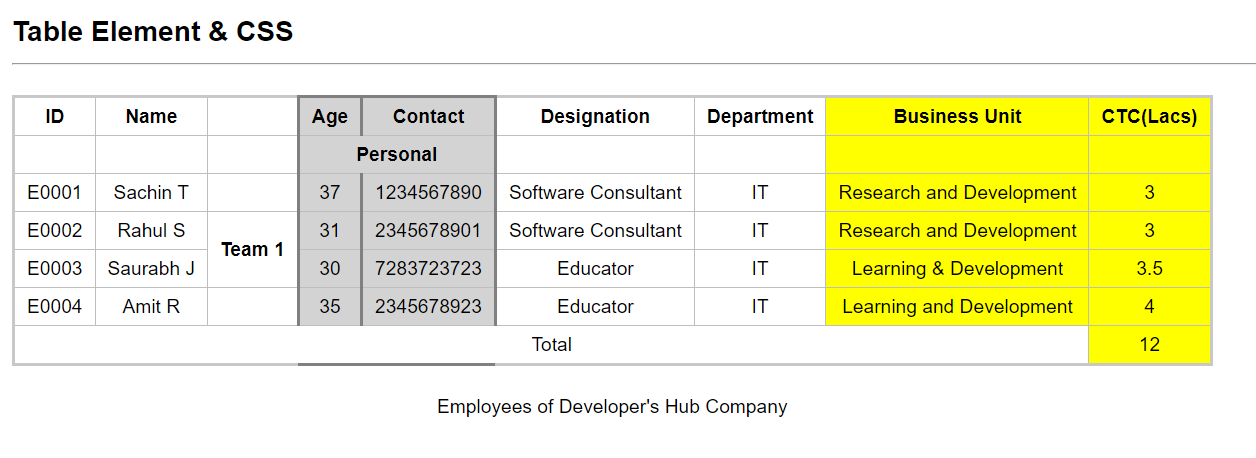 Table Element & CSS
ID Name Age Contact Designation Department Business Unit CTC(Lacs)
Personal
E0001 Sachin T 37 1234567890 Software Consultant IT Research and Development 3
E0002 Rahul S 31 2345678901 Software Consultant IT Research and Development 3
Team 1
E0003 Saurabh J 30 7283723723 Educator IT Learning & Development 3.5
E0004 Amit R 35 2345678923 Educator IT Learning and Development 4
Total 12
Employees of Developer's Hub Company